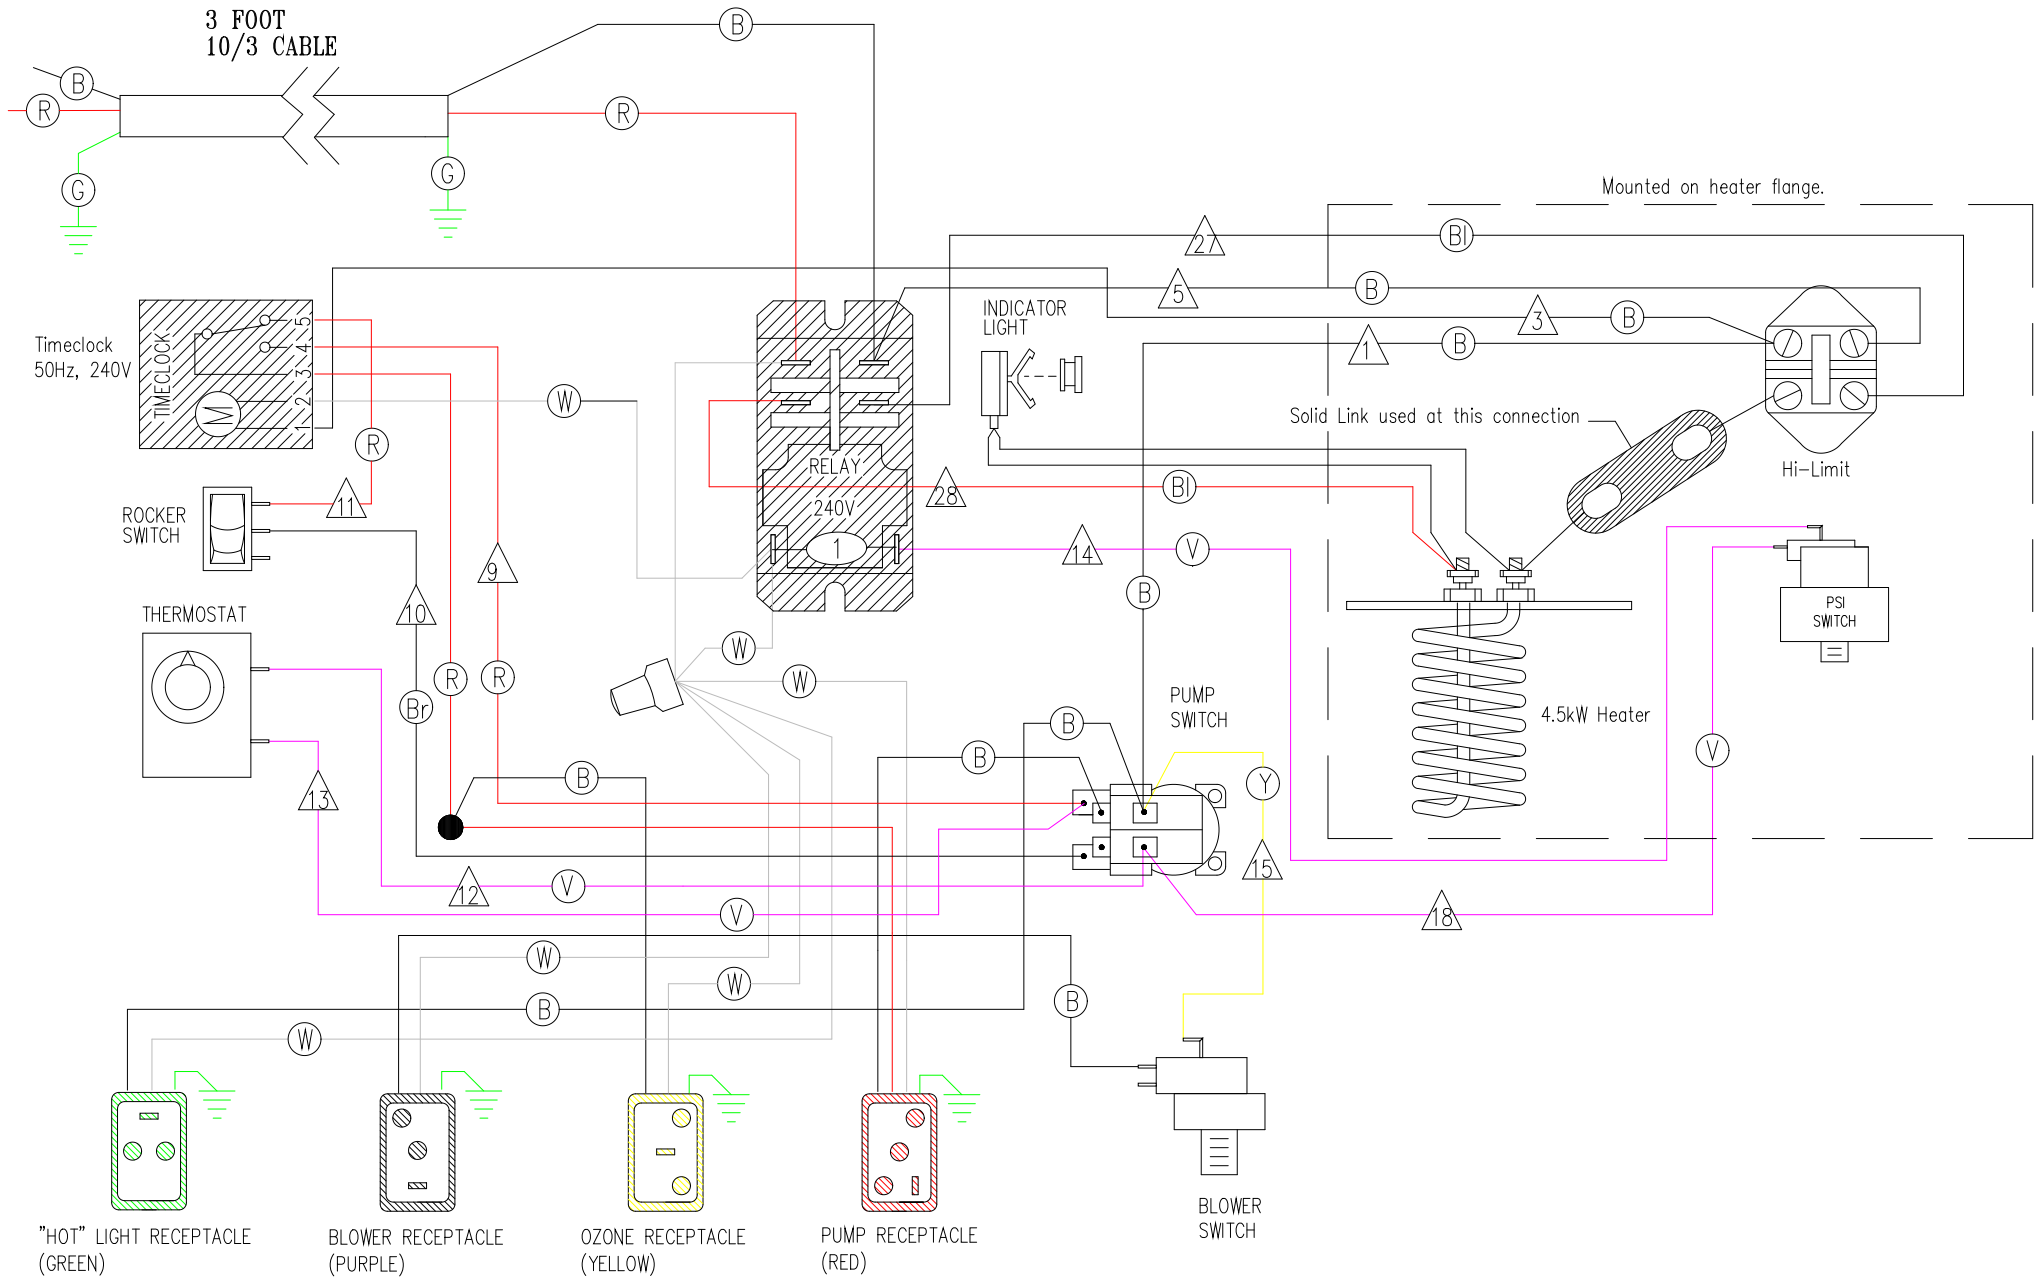 3 FOOT
10/3 CABLE
B
B
R
R
G
G
Mounted on heater flange.
27
Bl
5
B
INDICATOR
LIGHT
3
B
1
B
Timeclock
50Hz, 240V
TIMECLOCK
5
4
3
2
1
M
W
R
Solid Link used at this connection
Hi-Limit
RELAY
240V
1
28
Bl
11
ROCKER
SWITCH
14
V
9
10
B
THERMOSTAT
PSI
SWITCH
W
W
R
R
Br
PUMP
SWITCH
4.5kW Heater
B
B
V
B
Y
13
15
12
V
V
18
W
W
B
B
W
"HOT" LIGHT RECEPTACLE
(GREEN)
BLOWER RECEPTACLE
(PURPLE)
OZONE RECEPTACLE
(YELLOW)
PUMP RECEPTACLE
(RED)
BLOWER
SWITCH